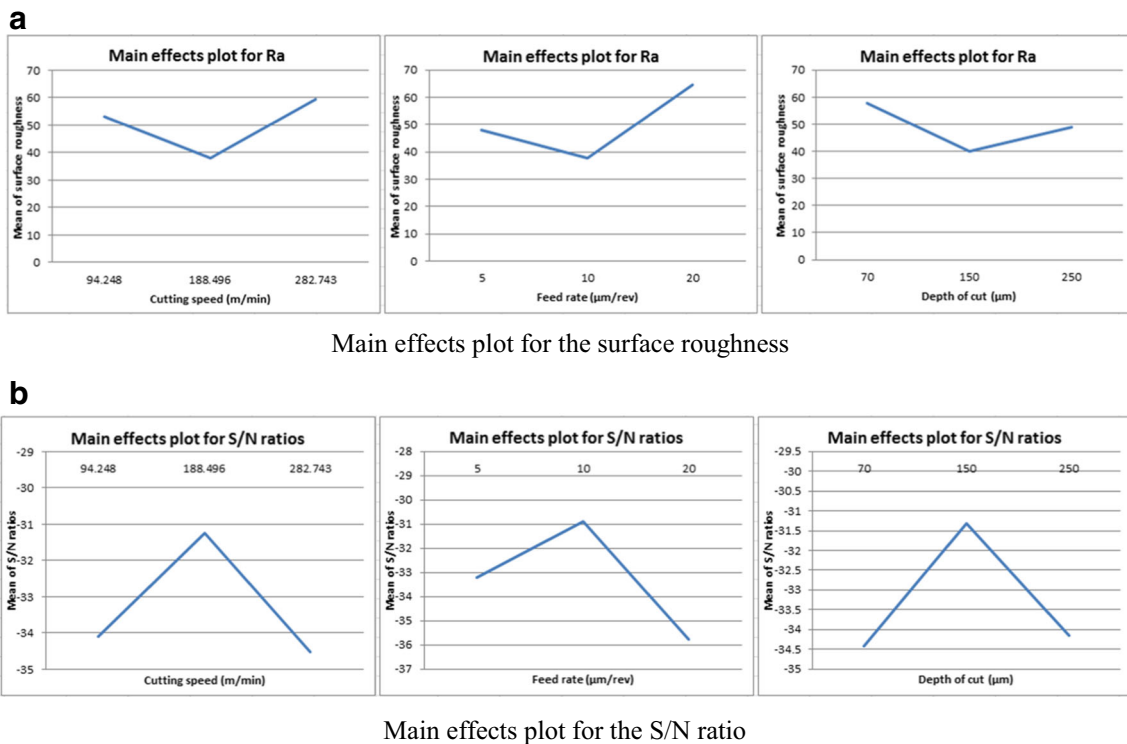 a
Main effects plot for Ra
70
60
50
40
30
20
10
0
Mean of surface roughness
94.248 188.496 282.743
Cutting speed (m/min)
Main effects plot for Ra
70
60
50
40
30
20
10
0
Mean of surface roughness
5 10 20
Feed rate (µm/rev)
Main effects plot for Ra
70
60
50
40
30
20
10
0
Mean of surface roughness
70 150 250
Depth of cut (µm)
Main effects plot for the surface roughness
b
Main effects plot for S/N ratios
-29
94.248 188.496 282.743
-30
-31
-32
-33
-34
-35
Mean of S/N ratios
Cutting speed (m/min)
Main effects plot for S/N ratios
-28
5 10 20
-29
-30
-31
-32
-33
-34
-35
-36
-37
Mean of S/N ratios
Feed rate (µm/rev)
Main effects plot for S/N ratios
-29.5
70 150 250
-30
-30.5
-31
-31.5
-32
-32.5
-33
-33.5
-34
-34.5
-35
Mean of S/N ratios
Depth of cut (µm)
Main effects plot for the S/N ratio